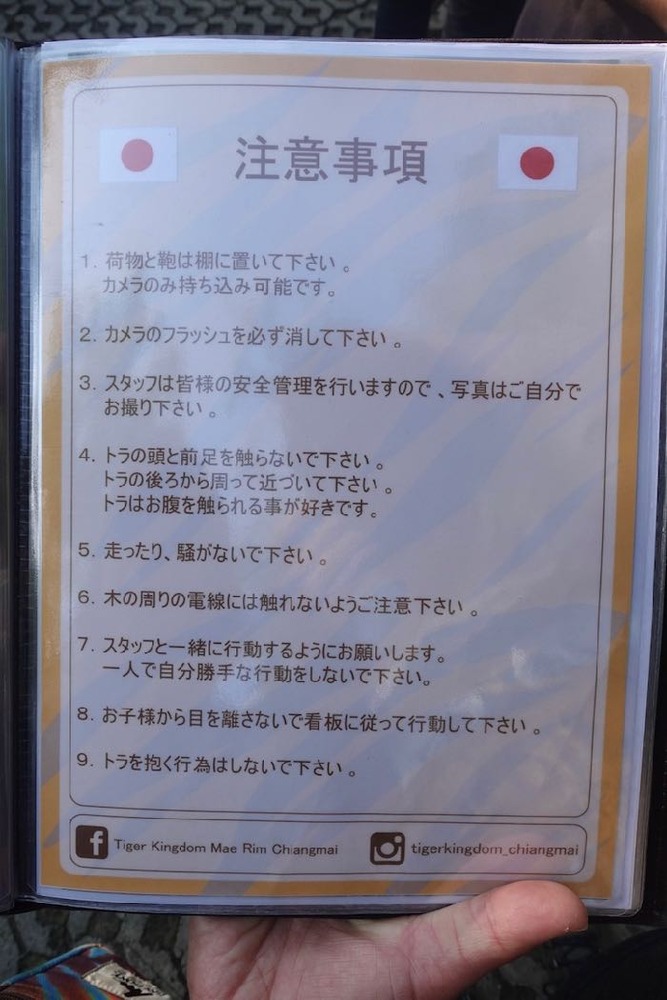 注意事項
1. 荷物と鞄は棚に置いて下さい。
カメラのみ持ち込み可能です。
2. カメラのフラッシュを必ず消して下さい。
3. スタッフは皆様の安全管理を行いますので、写真はご自分で
お撮り下さい。
4. トラの頭と前足を触らないで下さい。
トラの後ろから周って近づいて下さい。
トラはお腹を触られる事が好きです。
5. 走ったり、騒がないで下さい。
6. 木の周りの電線には触れないようご注意下さい。
7. スタッフと一緒に行動するようにお願いします。
一人で自分勝手な行動をしないで下さい。
8. お子様から目を離さないで看板に従って行動して下さい。
9. トラを抱く行為はしないで下さい。
Tiger Kingdom Mae Rim Chiangmai
tigerkingdom_chiangmai